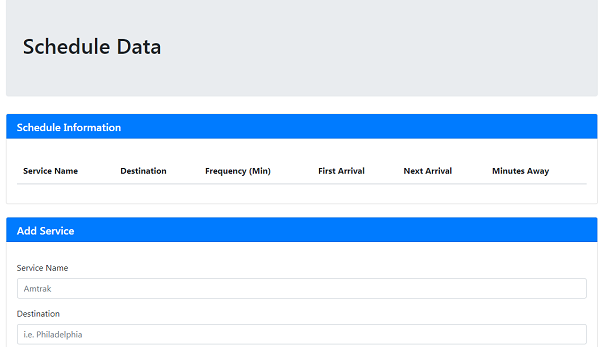 Schedule Data
Schedule Information
Service Name Destination Frequency (Min) First Arrival Next Arrival Minutes Away
Add Service
Service Name
Amtrak
Destination
i.e. Philadelphia